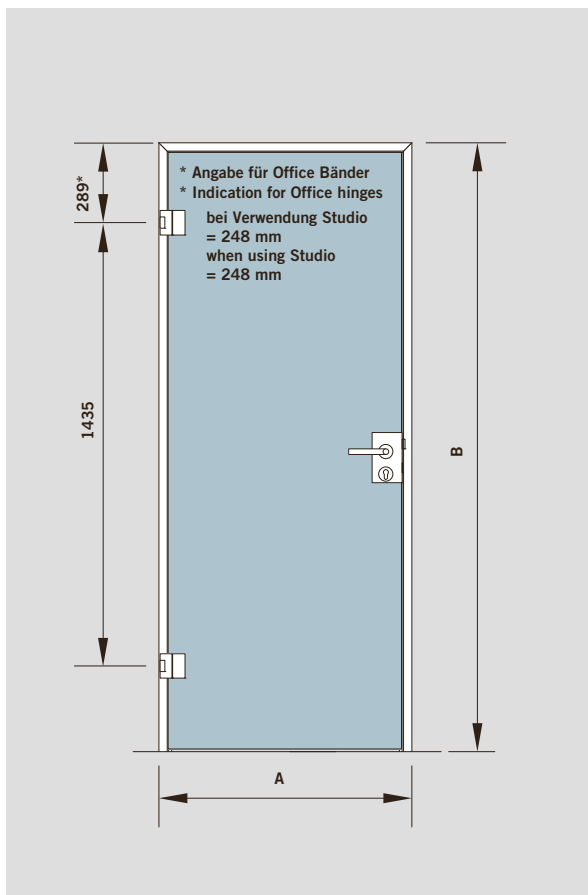 * Angabe für Office Bänder
* Indication for Office hinges
bei Verwendung Studio
= 248 mm
when using Studio
= 248 mm
289*
1435
B
A